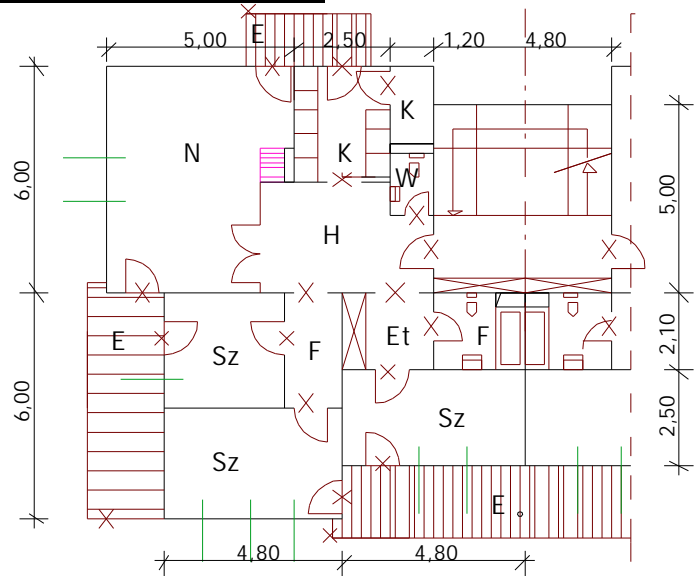 E
5,00 2,50 1,20 4,80
K
N K W
6,00 5,00
H
E Sz F Et F
2,10
6,00 2,50
Sz Sz
E
4,80 4,80